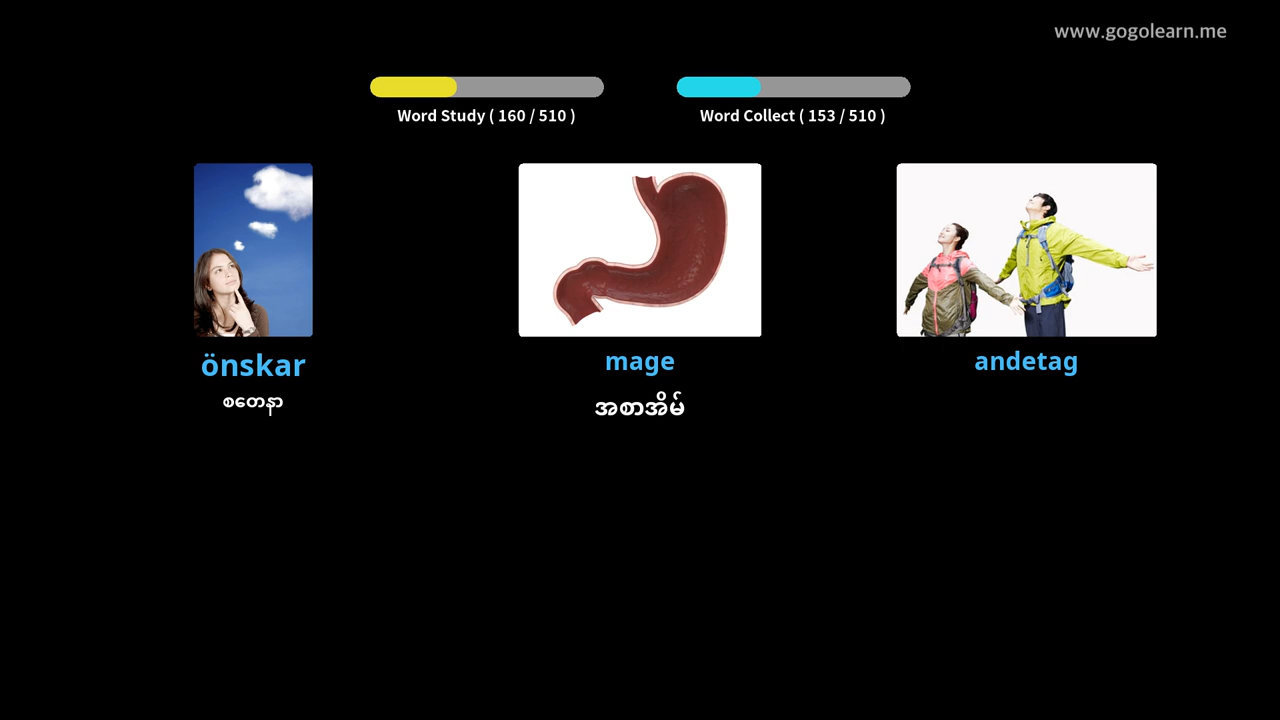 www.gogolearn.me
Word Study ( 160 / 510 )
Word Collect ( 153 / 510 )
önskar
စတေနာ
mage
အစာအိမ်
andetag